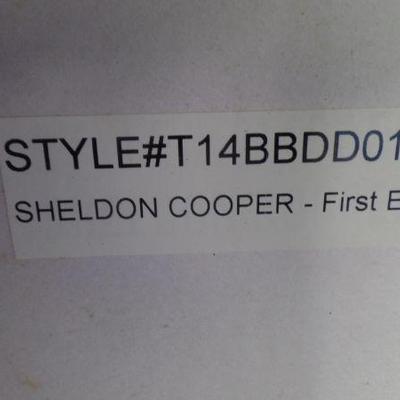 STYLE#T14BBDD01
SHELDON COOPER - First E